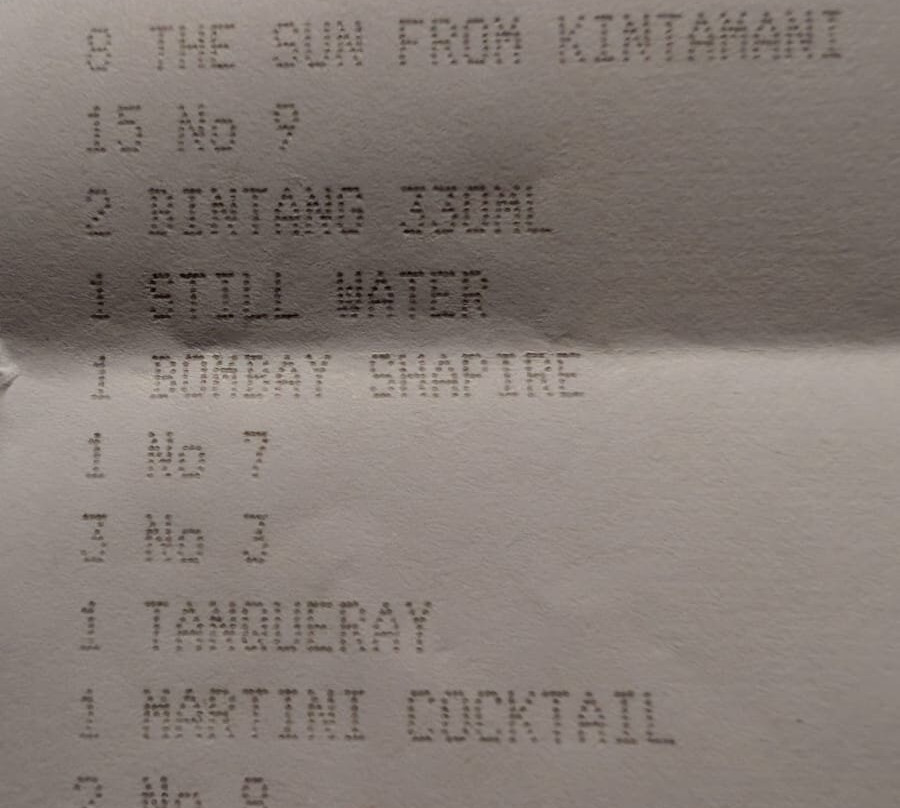 8 THE SUN FROM KINTAMANI
15 No 9
2 BINTANG 330ML
1 STILL WATER
1 BOMBAY SHAPIRE
1 No 7
3 No 3
1 TANQUERAY
1 MARTINI COCKTAIL
No